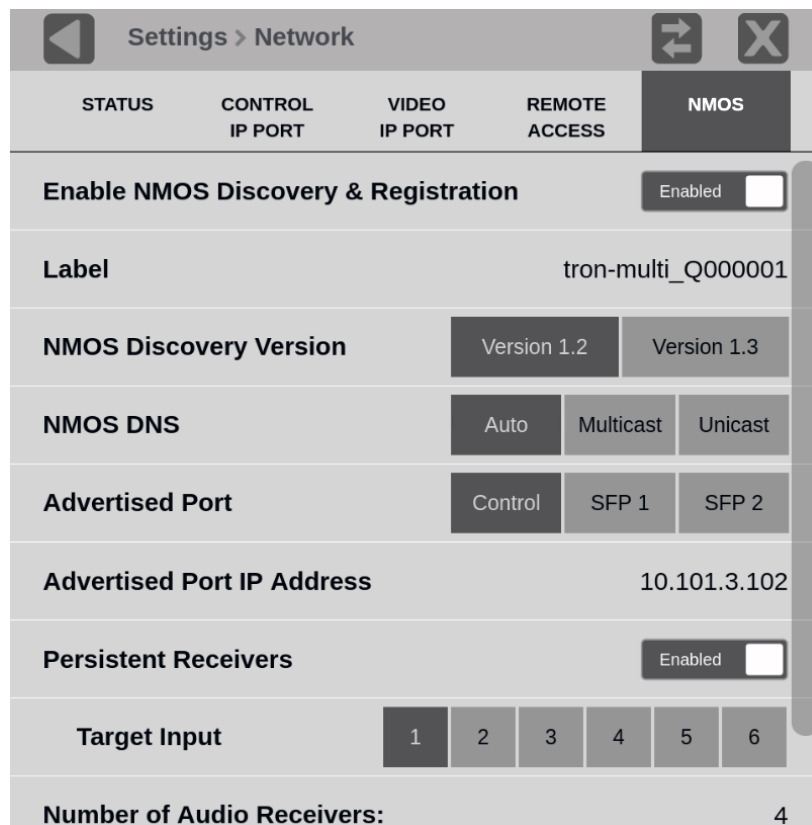 Settings > Network
X
STATUS
CONTROL
IP PORT
VIDEO
IP PORT
REMOTE
ACCESS
NMOS
Enable NMOS Discovery & Registration Enabled
Label tron-multi_Q000001
NMOS Discovery Version Version 1.2 Version 1.3
NMOS DNS Auto Multicast Unicast
Advertised Port Control SFP 1 SFP 2
Advertised Port IP Address 10.101.3.102
Persistent Receivers Enabled
Target Input 1 2 3 4 5 6
Number of Audio Receivers: 4